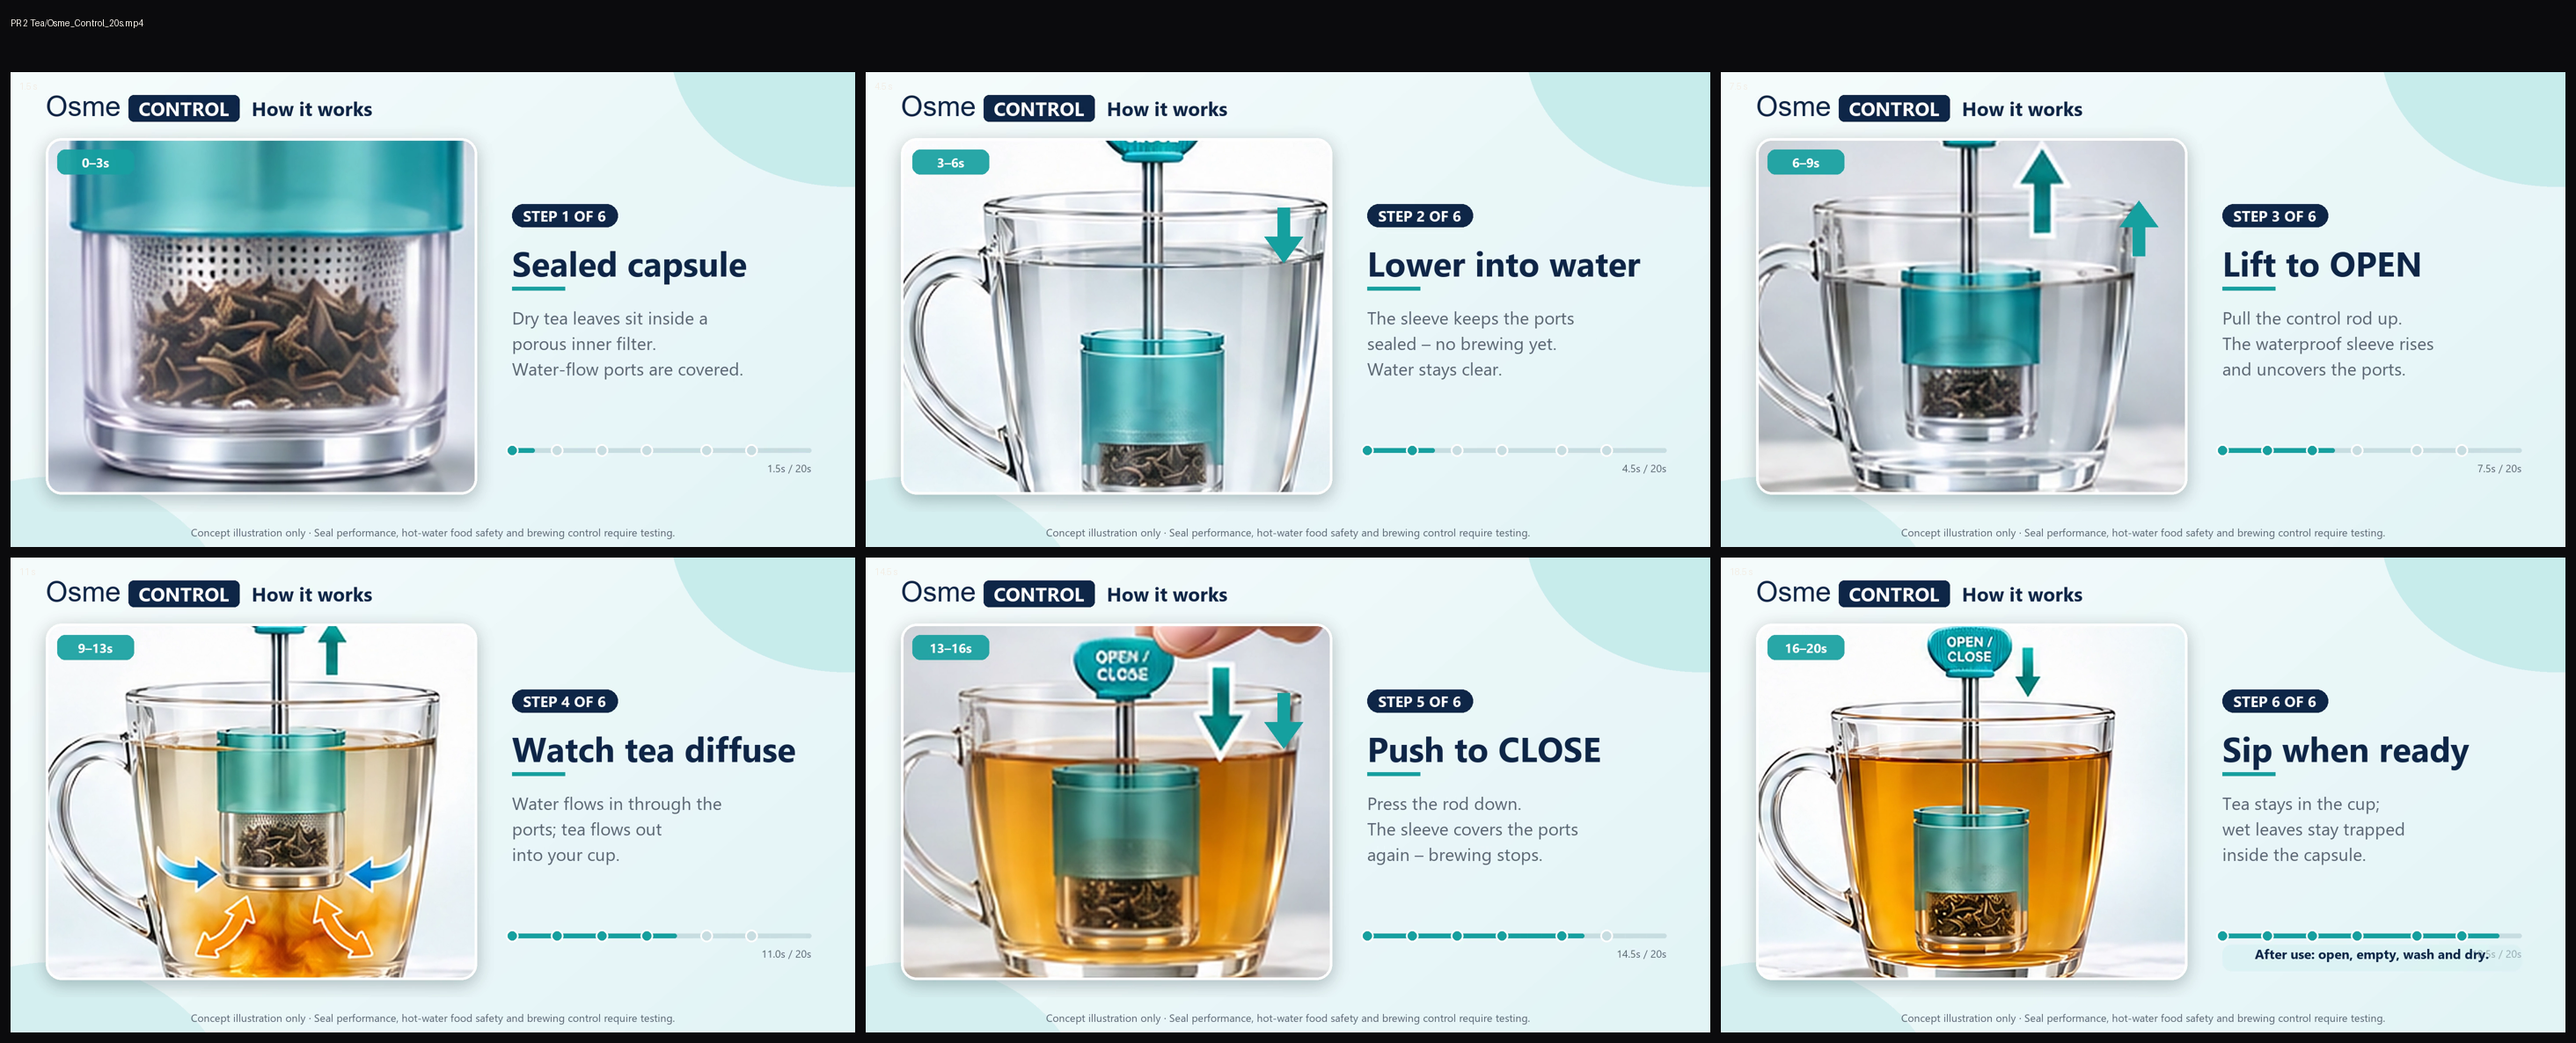 PR 2 Tea/Osme_Control_20s.mp4
Osme CONTROL How it works
0–3s
STEP 1 OF 6
Sealed capsule
Dry tea leaves sit inside a
porous inner filter.
Water-flow ports are covered.
1.5s / 20s
Concept illustration only · Seal performance, hot-water food safety and brewing control require testing.
Osme CONTROL How it works
3–6s
STEP 2 OF 6
Lower into water
The sleeve keeps the ports
sealed – no brewing yet.
Water stays clear.
4.5s / 20s
Concept illustration only · Seal performance, hot-water food safety and brewing control require testing.
Osme CONTROL How it works
6–9s
STEP 3 OF 6
Lift to OPEN
Pull the control rod up.
The waterproof sleeve rises
and uncovers the ports.
7.5s / 20s
Concept illustration only · Seal performance, hot-water food safety and brewing control require testing.
Osme CONTROL How it works
9–13s
STEP 4 OF 6
Watch tea diffuse
Water flows in through the
ports; tea flows out
into your cup.
11.0s / 20s
Concept illustration only · Seal performance, hot-water food safety and brewing control require testing.
Osme CONTROL How it works
13–16s
OPEN /
CLOSE
STEP 5 OF 6
Push to CLOSE
Press the rod down.
The sleeve covers the ports
again – brewing stops.
14.5s / 20s
Concept illustration only · Seal performance, hot-water food safety and brewing control require testing.
Osme CONTROL How it works
16–20s
OPEN /
CLOSE
STEP 6 OF 6
Sip when ready
Tea stays in the cup;
wet leaves stay trapped
inside the capsule.
After use: open, empty, wash and dry.
/ 20s
Concept illustration only · Seal performance, hot-water food safety and brewing control require testing.